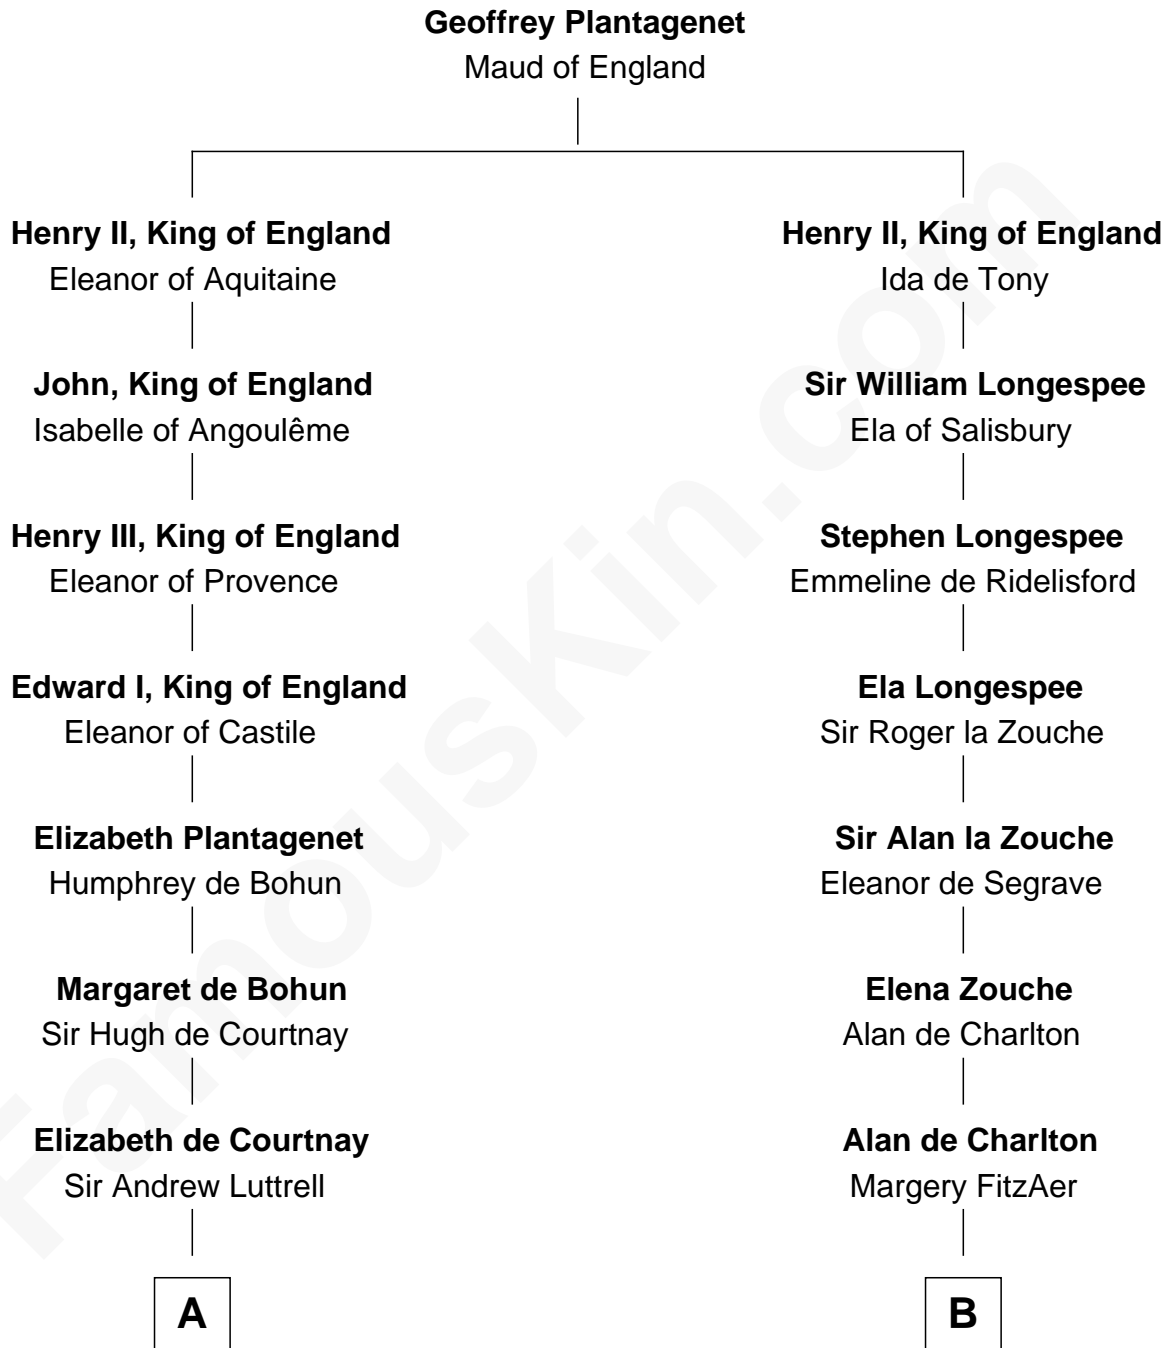 Geoffrey Plantagenet
Maud of England
Henry II, King of England
Eleanor of Aquitaine
Henry II, King of England
Ida de Tony
John, King of England
Isabelle of Angoulême
Sir William Longespee
Ela of Salisbury
Henry III, King of England
Eleanor of Provence
Stephen Longespee
Emmeline de Ridelisford
Edward I, King of England
Eleanor of Castile
Ela Longespee
Sir Roger la Zouche
Elizabeth Plantagenet
Humphrey de Bohun
Sir Alan la Zouche
Eleanor de Segrave
Margaret de Bohun
Sir Hugh de Courtnay
Elena Zouche
Alan de Charlton
Elizabeth de Courtnay
Sir Andrew Luttrell
Alan de Charlton
Margery FitzAer
A
B
FamousKin.com